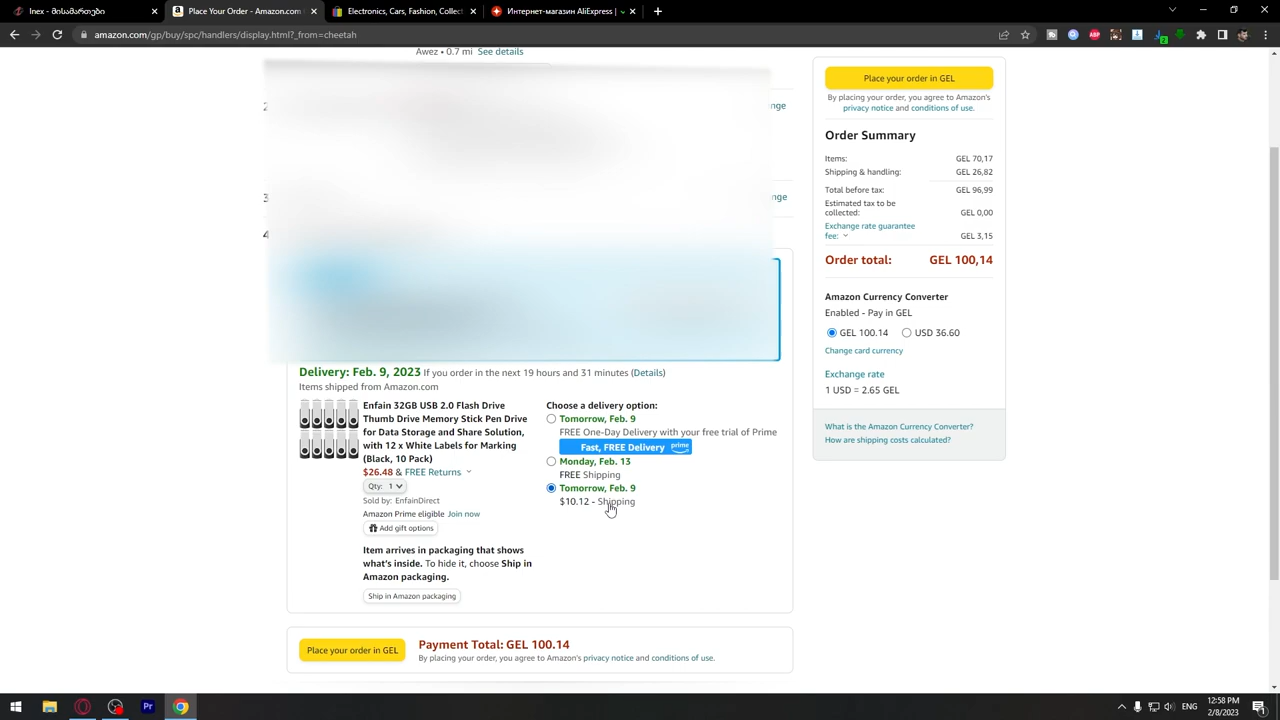 Inex - მთავარი
Place Your Order - Amazon.
Electronics, Cars, Fashion, Collect
Интернет-магазин AliExpress
amazon.com/gp/buy/spc/handlers/display.html?_from=cheetah
Awez • 0.7 mi See details
nge
3
nge
4
Delivery: Feb. 9, 2023 If you order in the next 19 hours and 31 minutes (Details)
Items shipped from Amazon.com
Enfain 32GB USB 2.0 Flash Drive
Thumb Drive Memory Stick Pen Drive
for Data Storage and Share Solution,
with 12 x White Labels for Marking
(Black, 10 Pack)
$26.48 & FREE Returns
Qty: 1
Sold by: EnfainDirect
Amazon Prime eligible Join now
Add gift options
Item arrives in packaging that shows
what's inside. To hide it, choose Ship in
Amazon packaging.
Ship in Amazon packaging
Choose a delivery option:
Tomorrow, Feb. 9
FREE One-Day Delivery with your free trial of Prime
Fast, FREE Delivery prime
Monday, Feb. 13
FREE Shipping
Tomorrow, Feb. 9
$10.12 - Shipping
Place your order in GEL
Payment Total: GEL 100.14
By placing your order, you agree to Amazon's privacy notice and conditions of use.
Place your order in GEL
By placing your order, you agree to Amazon's
privacy notice and conditions of use.
Order Summary
Items: GEL 70,17
Shipping & handling: GEL 26,82
Total before tax: GEL 96,99
Estimated tax to be
collected: GEL 0,00
Exchange rate guarantee
fee: GEL 3,15
Order total: GEL 100,14
Amazon Currency Converter
Enabled - Pay in GEL
GEL 100.14 USD 36.60
Change card currency
Exchange rate
1 USD = 2.65 GEL
What is the Amazon Currency Converter?
How are shipping costs calculated?
ENG
12:58 PM
2/8/2023